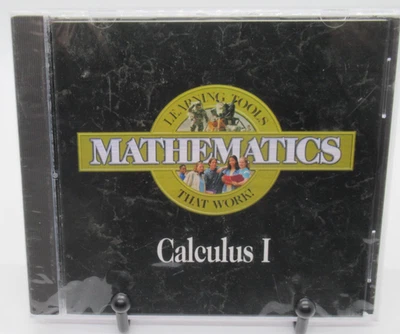 LEARNING TOOLS
MATHEMATICS
THAT WORK!
Calculus I